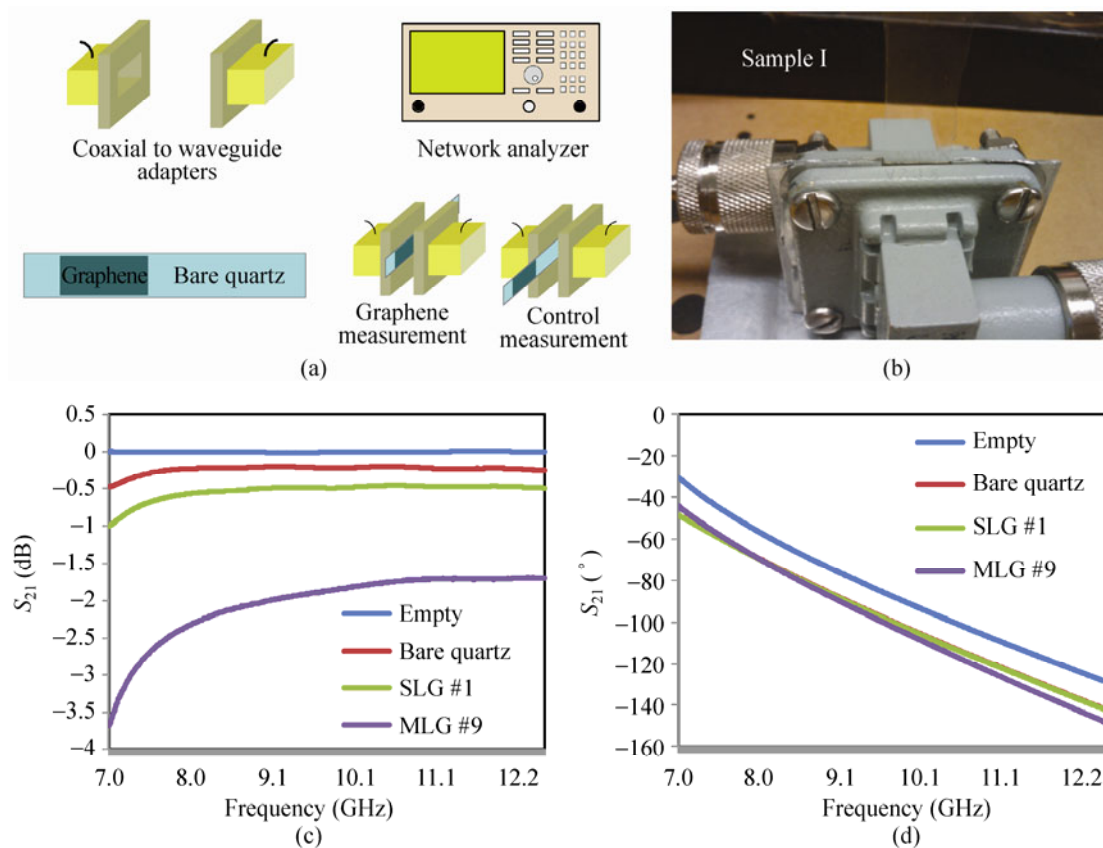 Coaxial to waveguide
adapters
Network analyzer
Graphene Bare quartz
Graphene
measurement
Control
measurement
(a)
Sample I
(b)
0.5
0
−0.5
−1
−1.5
−2
−2.5
−3
−3.5
−4
S21 (dB)
Empty
Bare quartz
SLG #1
MLG #9
7.0 8.0 9.1 10.1 11.1 12.2
Frequency (GHz)
(c)
0
−20
−40
−60
−80
−100
−120
−140
−160
S21 (°)
Empty
Bare quartz
SLG #1
MLG #9
7.0 8.0 9.1 10.1 11.1 12.2
Frequency (GHz)
(d)